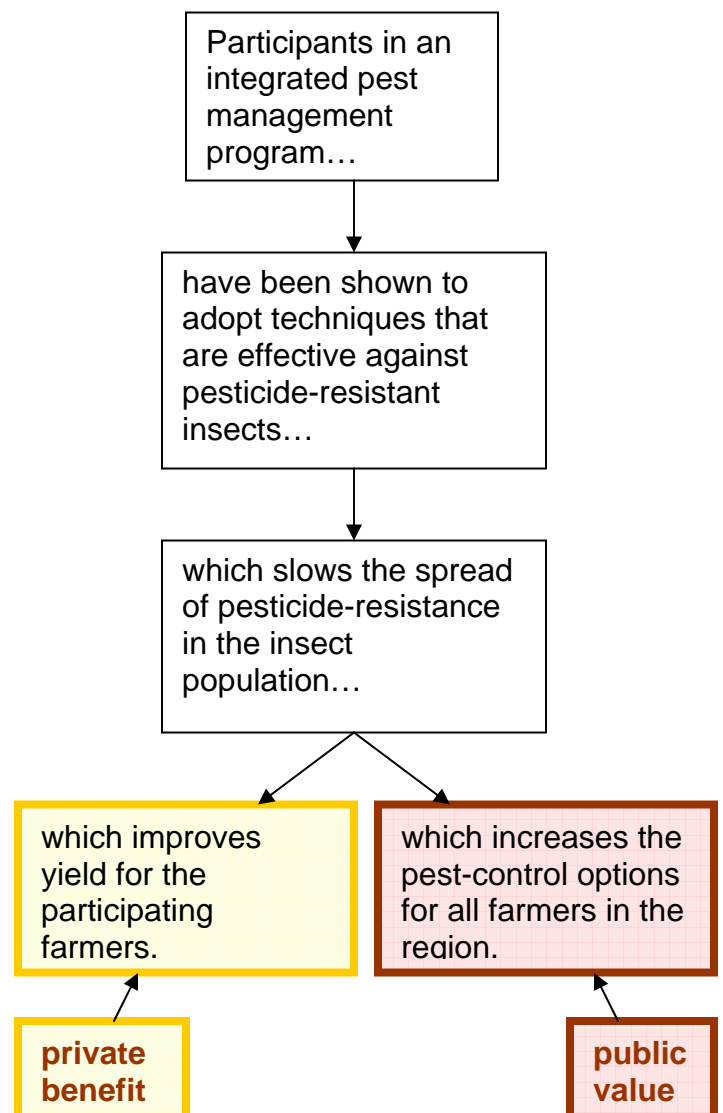 Participants in an
integrated pest
management
program…
have been shown to
adopt techniques that
are effective against
pesticide-resistant
insects…
which slows the spread
of pesticide-resistance
in the insect
population…
which improves
yield for the
participating
farmers.
which increases the
pest-control options
for all farmers in the
region.
private
benefit
public
value